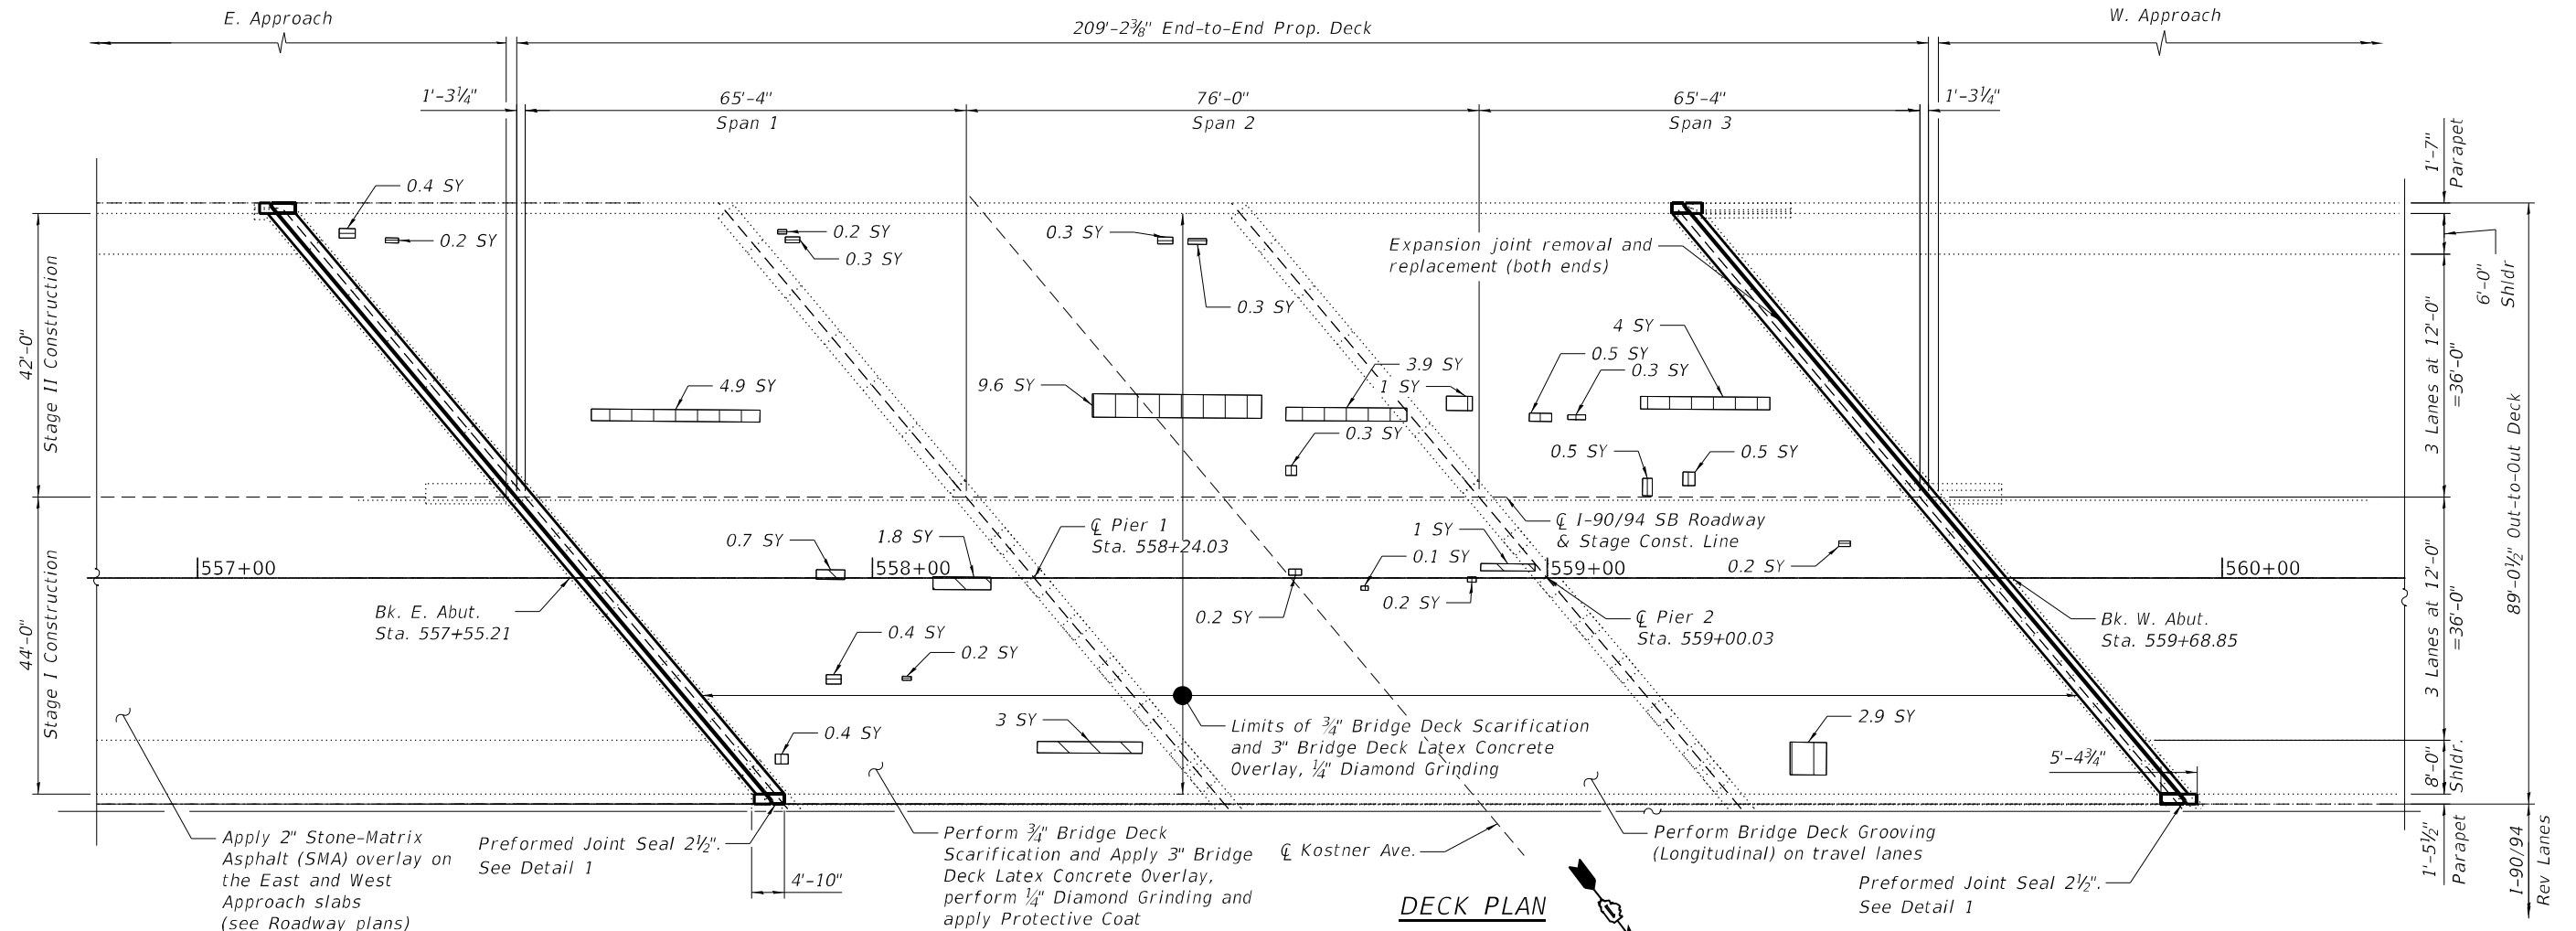 E. Approach
209'-2⅜" End-to-End Prop. Deck
W. Approach
1'-3¼"
65'-4"
Span 1
76'-0"
Span 2
65'-4"
Span 3
1'-3¼"
1'-7"
Parapet
0.4 SY
0.2 SY
0.2 SY
0.3 SY
0.3 SY
0.3 SY
Expansion joint removal and
replacement (both ends)
6'-0"
Shldr
42'-0"
Stage II Construction
4.9 SY
9.6 SY
3.9 SY
1 SY
0.3 SY
0.5 SY
0.3 SY
4 SY
0.5 SY
0.5 SY
3 Lanes at 12'-0"
=36'-0"
89'-0½" Out-to-Out Deck
44'-0"
Stage I Construction
0.7 SY
1.8 SY
℄ Pier 1
Sta. 558+24.03
1 SY
0.1 SY
℄ I-90/94 SB Roadway
& Stage Const. Line
0.2 SY
557+00
558+00
559+00
560+00
Bk. E. Abut.
Sta. 557+55.21
0.2 SY
0.2 SY
℄ Pier 2
Sta. 559+00.03
Bk. W. Abut.
Sta. 559+68.85
3 Lanes at 12'-0"
=36'-0"
0.4 SY
0.2 SY
0.4 SY
3 SY
Limits of ¾" Bridge Deck Scarification
and 3" Bridge Deck Latex Concrete
Overlay, ¼" Diamond Grinding
2.9 SY
5'-4¾"
8'-0"
Shldr.
Apply 2" Stone-Matrix
Asphalt (SMA) overlay on
the East and West
Approach slabs
(see Roadway plans)
Preformed Joint Seal 2½".
See Detail 1
4'-10"
Perform ¾" Bridge Deck
Scarification and Apply 3" Bridge
Deck Latex Concrete Overlay,
perform ¼" Diamond Grinding and
apply Protective Coat
℄ Kostner Ave.
Perform Bridge Deck Grooving
(Longitudinal) on travel lanes
Preformed Joint Seal 2½".
See Detail 1
1'-5½"
Parapet
I-90/94
Rev Lanes
DECK PLAN